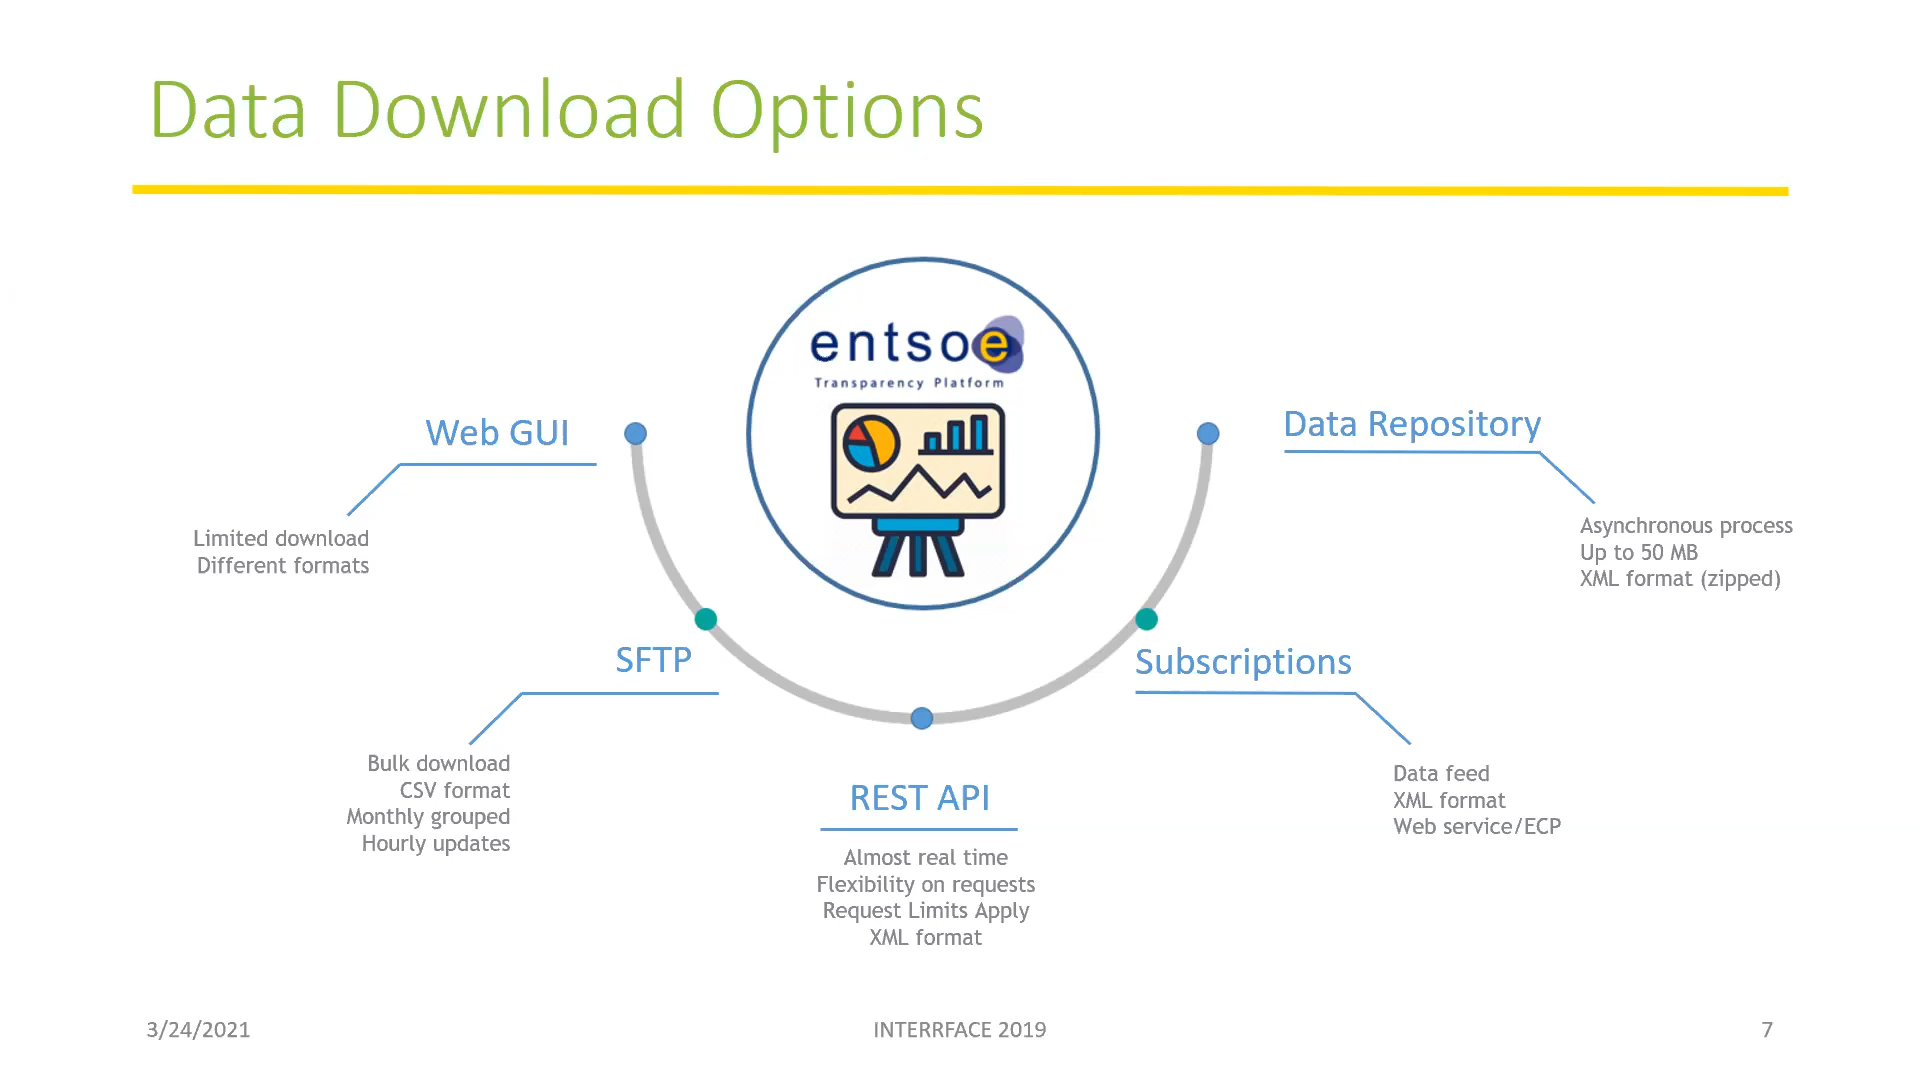 Data Download Options
entsoe
Transparency Platform
Web GUI
Limited download
Different formats
SFTP
Bulk download
CSV format
Monthly grouped
Hourly updates
REST API
Almost real time
Flexibility on requests
Request Limits Apply
XML format
Subscriptions
Data feed
XML format
Web service/ECP
Data Repository
Asynchronous process
Up to 50 MB
XML format (zipped)
3/24/2021
INTERRFACE 2019
7